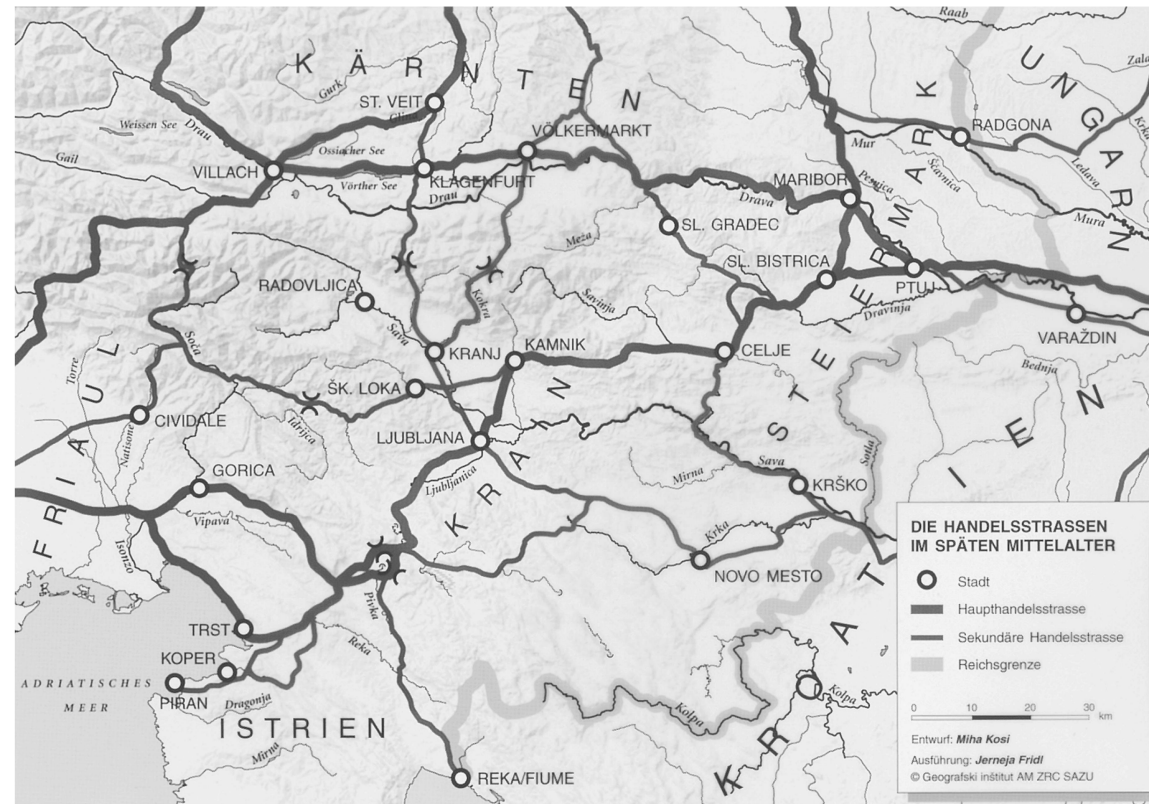 Raab
KÄRNTEN
UNGARN
Zala
Gurk
ST. VEIT
Glina
Krka
Weissen See
Drau
Ossiacher See
VÖLKERMARKT
RADGONA
Mur
Gail
VILLACH
Vörther See
KLAGENFURT
Drau
MARIBOR
Pesnica
Ščavnica
Ledava
Drava
Mura
SL. GRADEC
Meža
SL. BISTRICA
STEIERMARK
PTUJ
RADOVLJICA
Kokra
Savinja
Dravinja
VARAŽDIN
Sava
Soča
KRANJ
KAMNIK
CELJE
Torre
Bednja
ŠK. LOKA
CIVIDALE
Idrijca
Natisone
FRIAUL
LJUBLJANA
KRAIN
Sotla
GORICA
Ljubljanica
Mirna
Sava
KRŠKO
Vipava
Isonzo
Krka
NOVO MESTO
KROATIEN
Pivka
TRST
Reka
KOPER
ADRIATISCHES
MEER
PIRAN
Dragonja
ISTRIEN
Mirna
Kolpa
Kolpa
REKA/FIUME
DIE HANDELSSTRASSEN
IM SPÄTEN MITTELALTER
Stadt
Haupthandelsstrasse
Sekundäre Handelsstrasse
Reichsgrenze
0 10 20 30 km
Entwurf: Miha Kosi
Ausführung: Jerneja Fridl
© Geografski inštitut AM ZRC SAZU